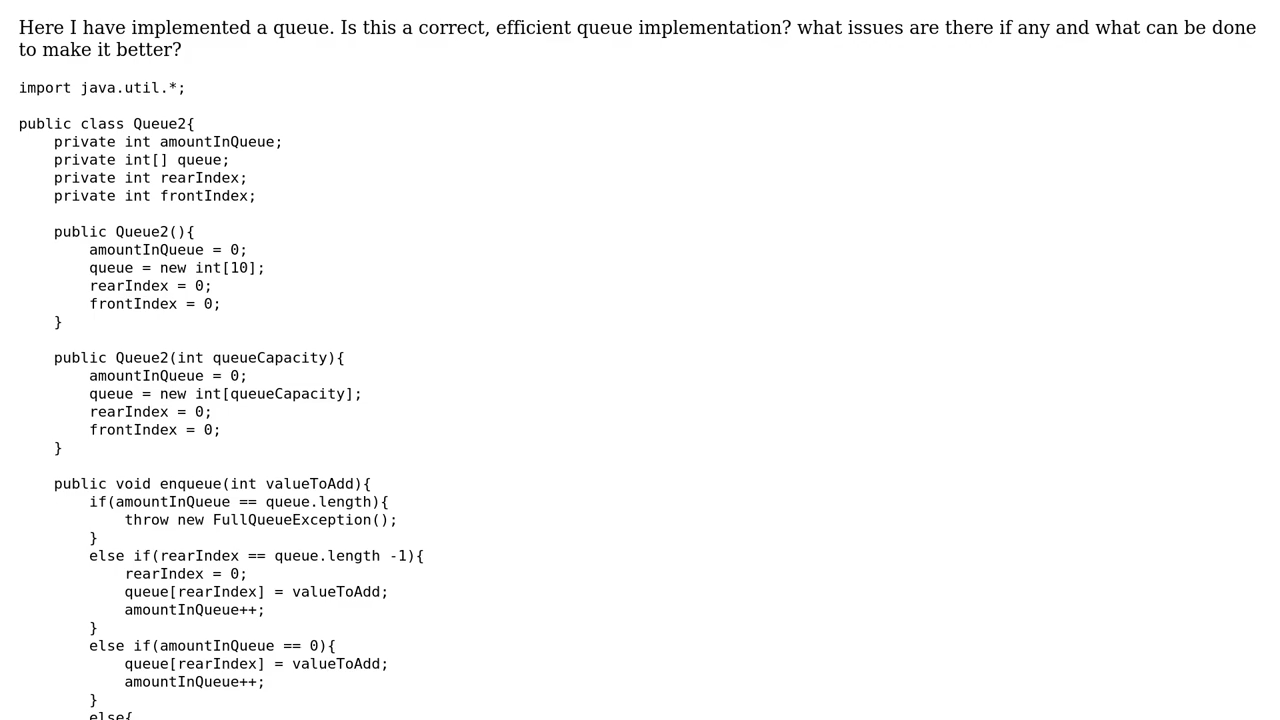 Here I have implemented a queue. Is this a correct, efficient queue implementation? what issues are there if any and what can be done
to make it better?
import java.util.*;
public class Queue2{
    private int amountInQueue;
    private int[] queue;
    private int rearIndex;
    private int frontIndex;
    public Queue2(){
        amountInQueue = 0;
        queue = new int[10];
        rearIndex = 0;
        frontIndex = 0;
    }
    public Queue2(int queueCapacity){
        amountInQueue = 0;
        queue = new int[queueCapacity];
        rearIndex = 0;
        frontIndex = 0;
    }
    public void enqueue(int valueToAdd){
        if(amountInQueue == queue.length){
            throw new FullQueueException();
        }
        else if(rearIndex == queue.length -1){
            rearIndex = 0;
            queue[rearIndex] = valueToAdd;
            amountInQueue++;
        }
        else if(amountInQueue == 0){
            queue[rearIndex] = valueToAdd;
            amountInQueue++;
        }
        else{